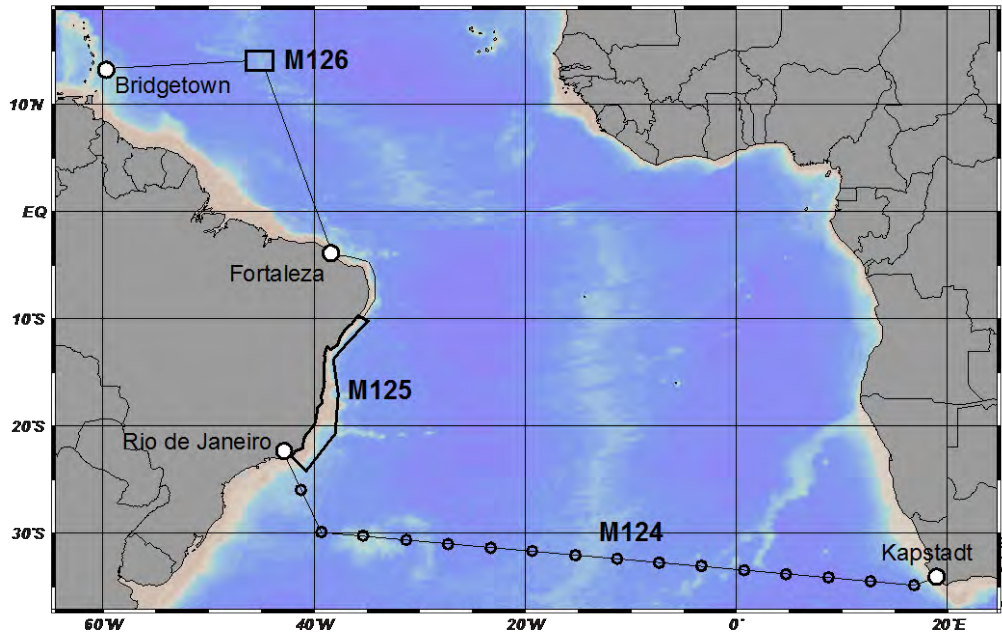 M126
Bridgetown
10°N
EQ
Fortaleza
10°S
M125
20°S
Rio de Janeiro
M124
30°S
Kapstadt
60°W
40°W
20°W
0°
20°E